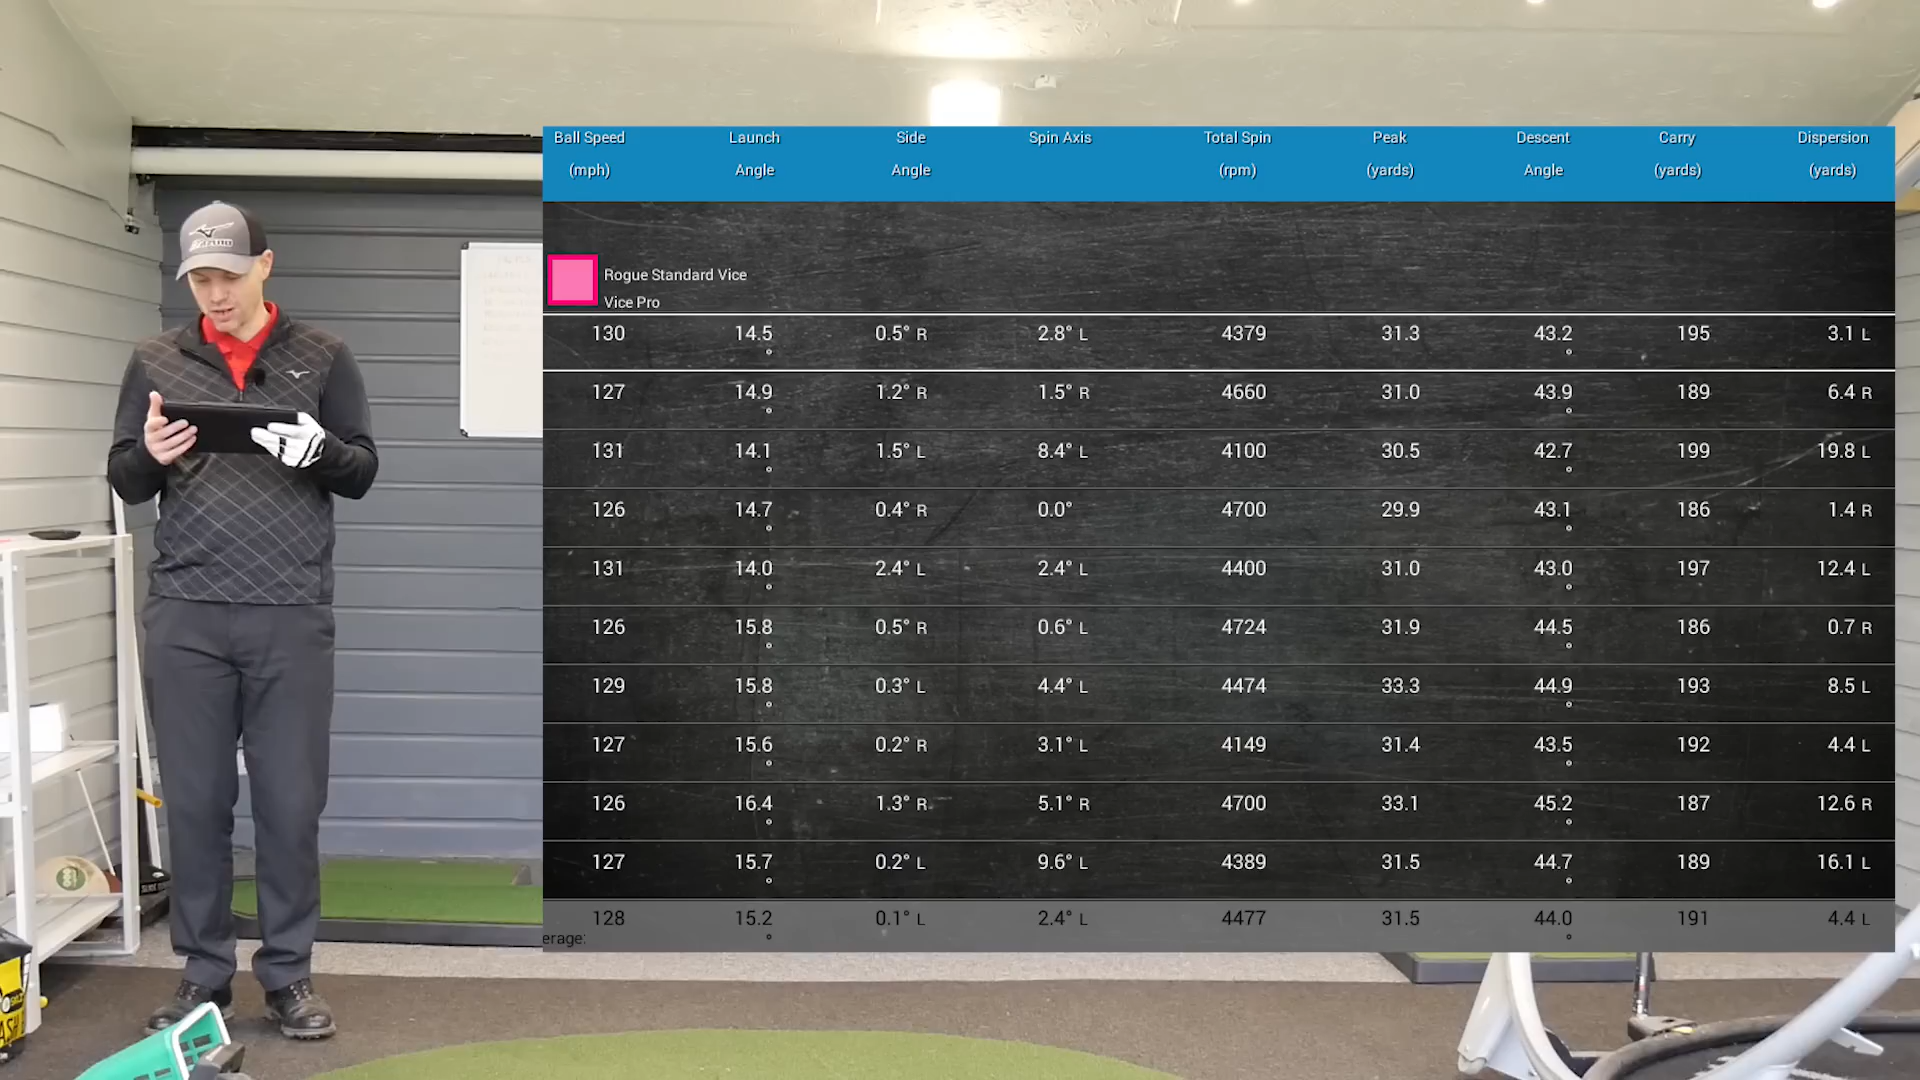 Ball Speed Launch Side Spin Axis Total Spin Peak Descent Carry Dispersion
(mph) Angle Angle (rpm) (yards) Angle (yards) (yards)
Rogue Standard Vice
Vice Pro
130 14.5° 0.5° R 2.8° L 4379 31.3 43.2° 195 3.1 L
127 14.9° 1.2° R 1.5° R 4660 31.0 43.9° 189 6.4 R
131 14.1° 1.5° L 8.4° L 4100 30.5 42.7° 199 19.8 L
126 14.7° 0.4° R 0.0° 4700 29.9 43.1° 186 1.4 R
131 14.0° 2.4° L 2.4° L 4400 31.0 43.0° 197 12.4 L
126 15.8° 0.5° R 0.6° L 4724 31.9 44.5° 186 0.7 R
129 15.8° 0.3° L 4.4° L 4474 33.3 44.9° 193 8.5 L
127 15.6° 0.2° R 3.1° L 4149 31.4 43.5° 192 4.4 L
126 16.4° 1.3° R 5.1° R 4700 33.1 45.2° 187 12.6 R
127 15.7° 0.2° L 9.6° L 4389 31.5 44.7° 189 16.1 L
128 15.2° 0.1° L 2.4° L 4477 31.5 44.0° 191 4.4 L
erage: